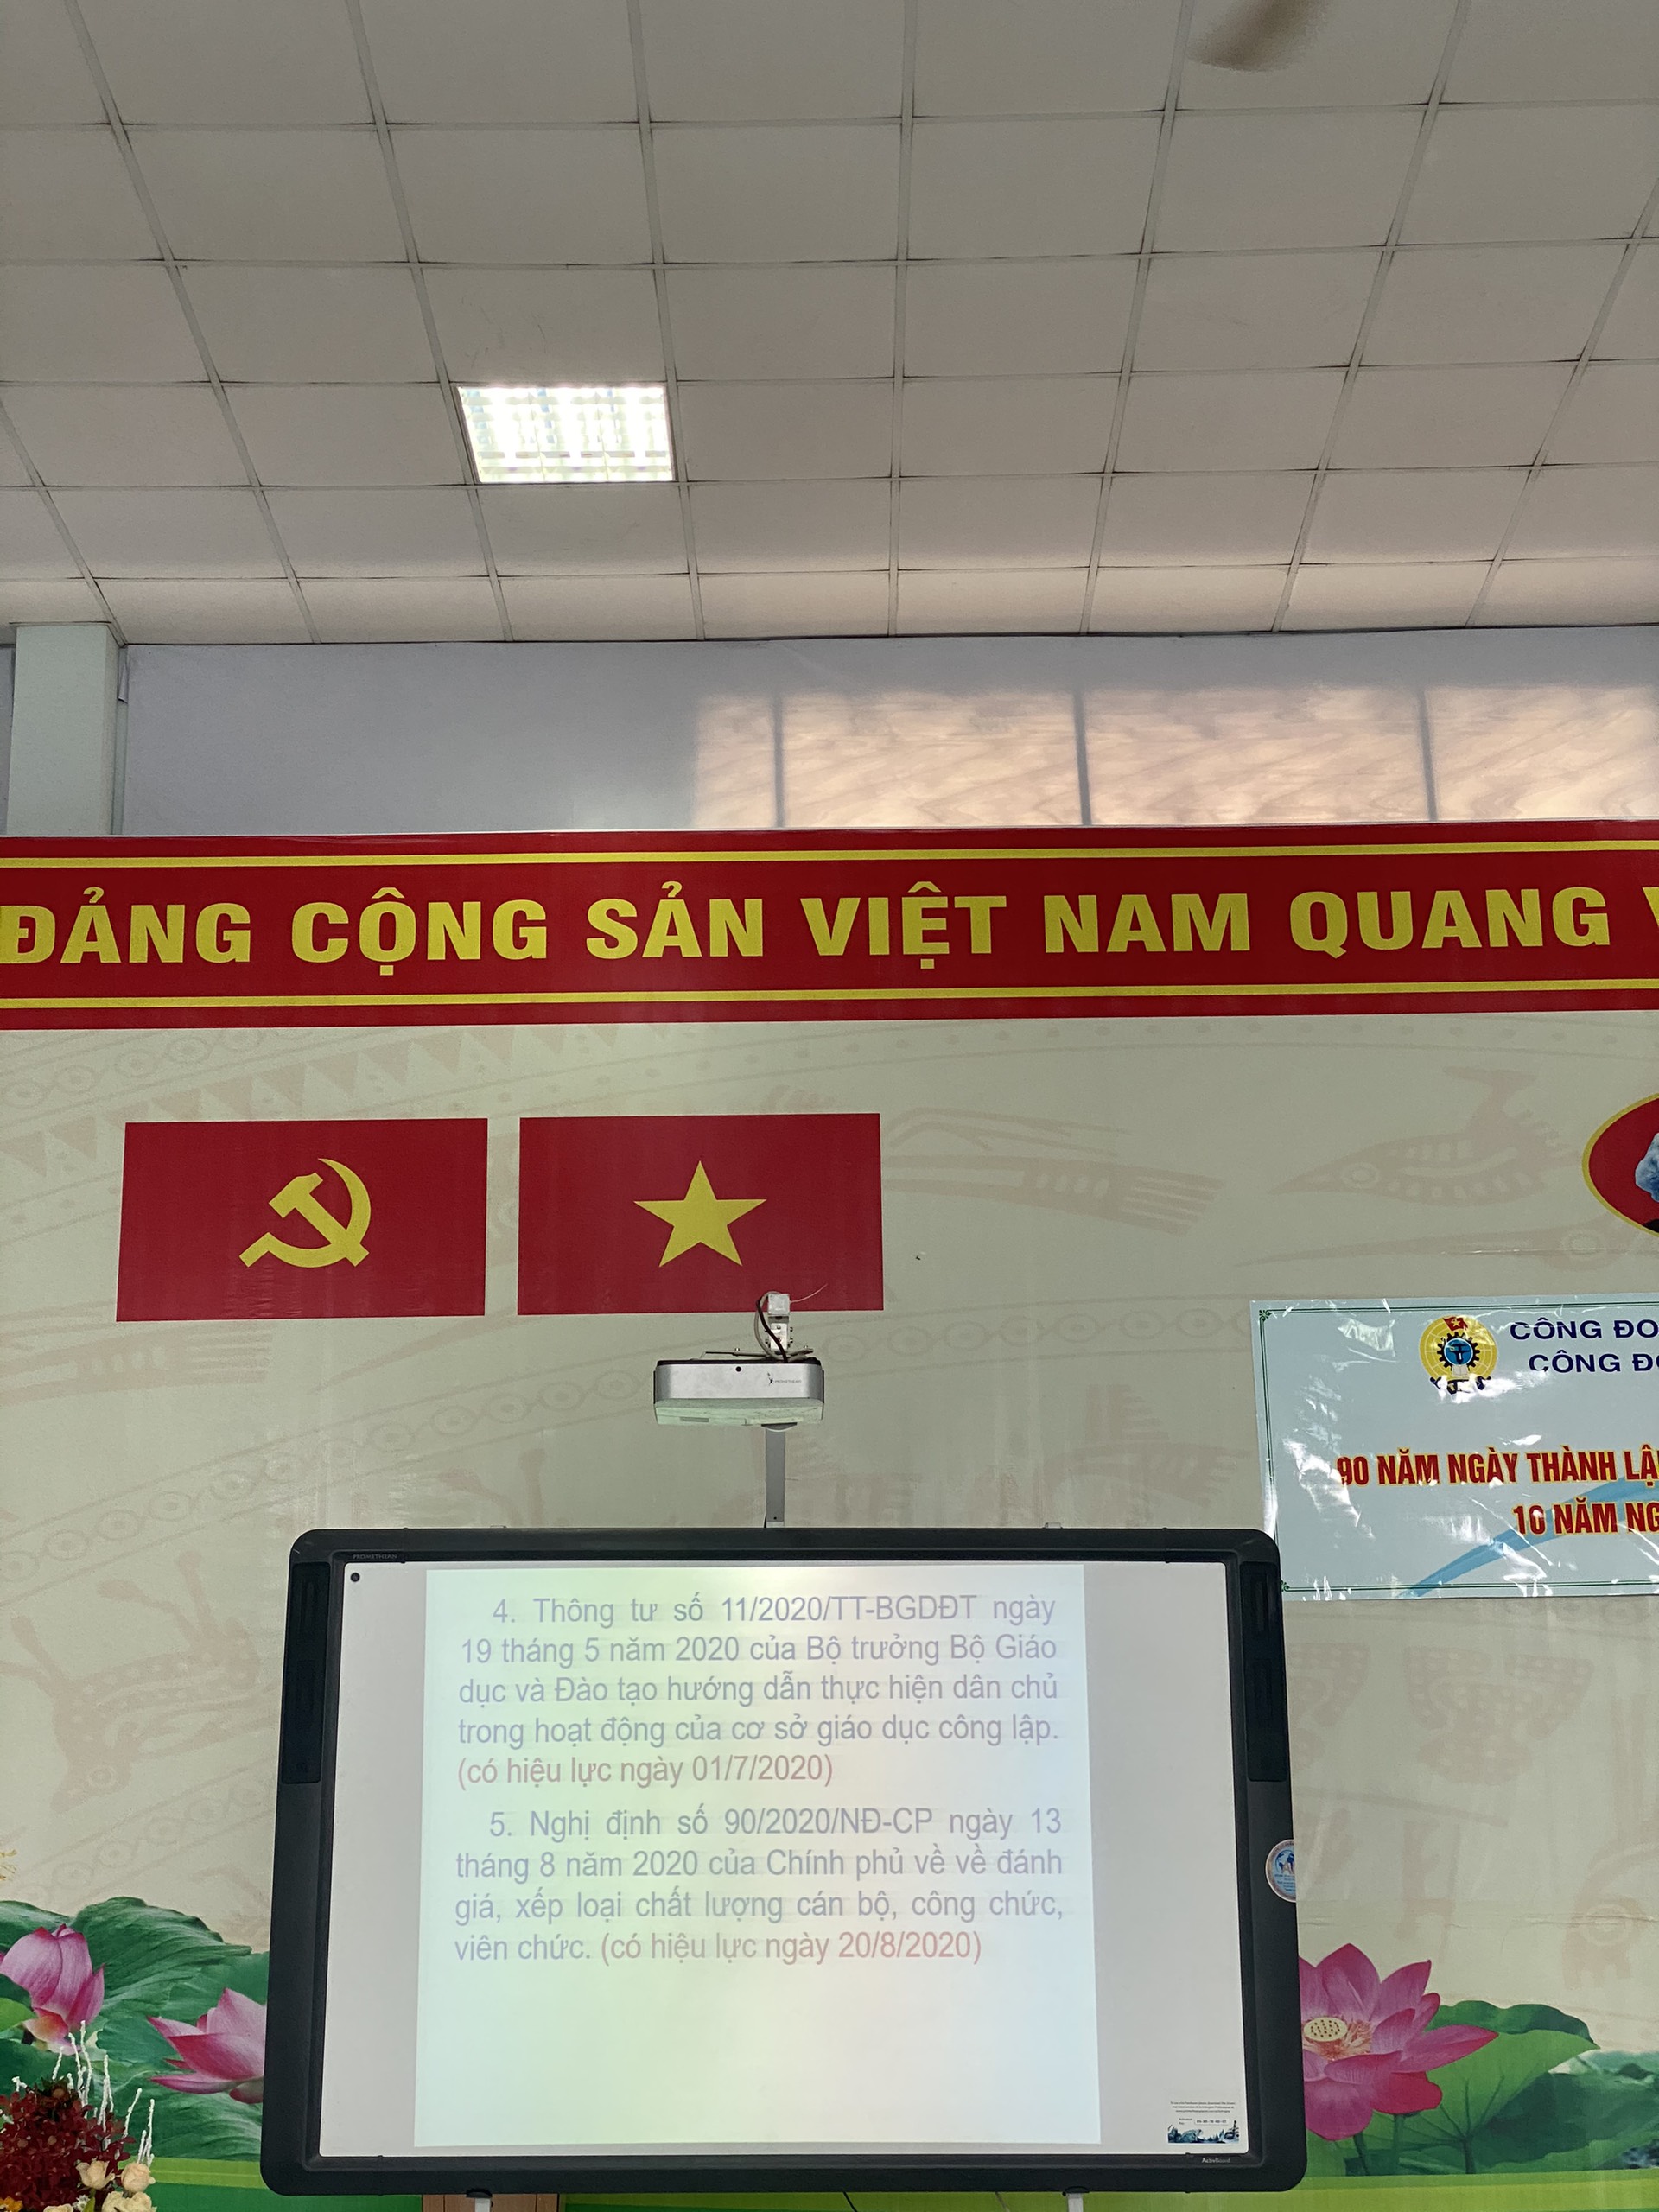 ĐẢNG CỘNG SẢN VIỆT NAM QUANG
CÔNG ĐO
CÔNG ĐO
90 NĂM NGÀY THÀNH LẬ
10 NĂM NG
PROMETHEAN
PROMETHEAN
4. Thông tư số 11/2020/TT-BGDĐT ngày
19 tháng 5 năm 2020 của Bộ trưởng Bộ Giáo
dục và Đào tạo hướng dẫn thực hiện dân chủ
trong hoạt động của cơ sở giáo dục công lập.
(có hiệu lực ngày 01/7/2020)
5. Nghị định số 90/2020/NĐ-CP ngày 13
tháng 8 năm 2020 của Chính phủ về về đánh
giá, xếp loại chất lượng cán bộ, công chức,
viên chức. (có hiệu lực ngày 20/8/2020)
ActivBoard